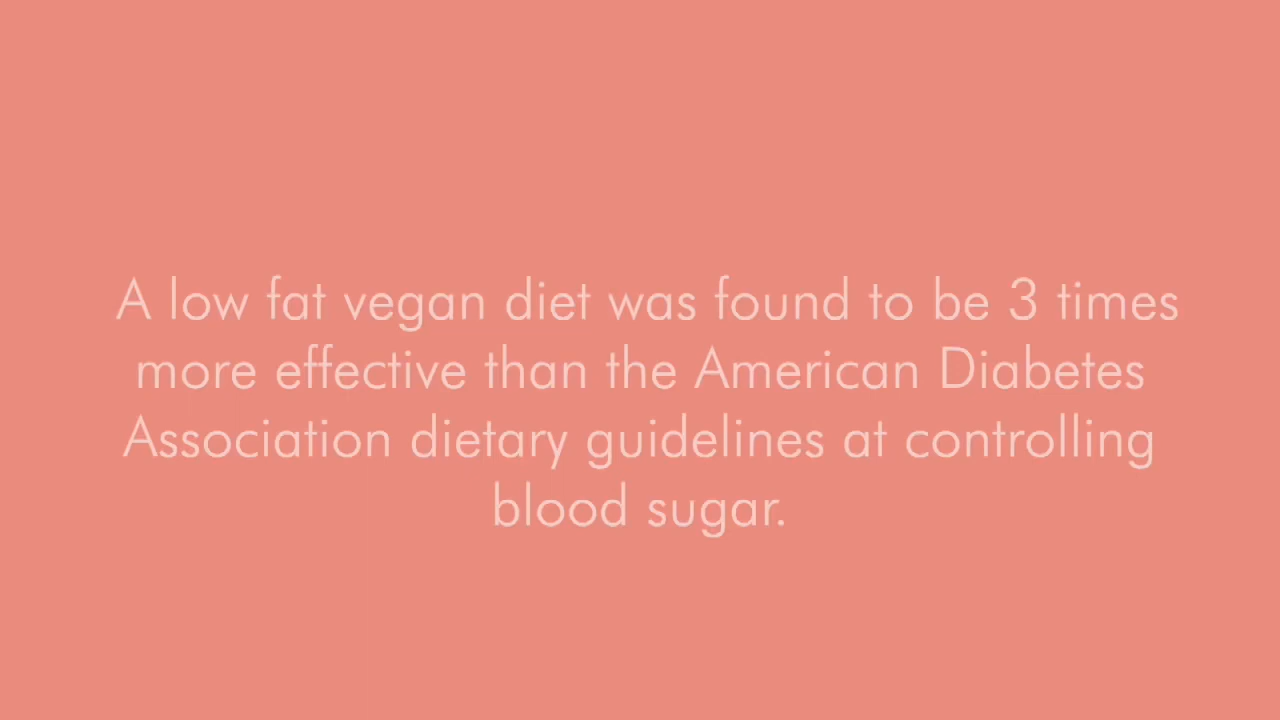 A low fat vegan diet was found to be 3 times
more effective than the American Diabetes
Association dietary guidelines at controlling
blood sugar.